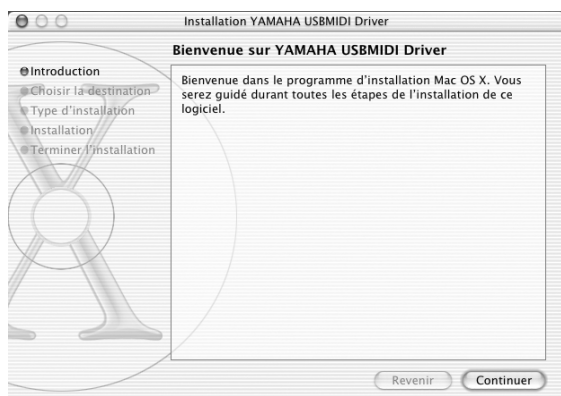 Installation YAMAHA USBMIDI Driver
Bienvenue sur YAMAHA USBMIDI Driver
Introduction
Choisir la destination
Type d'installation
Installation
Terminer l'installation
Bienvenue dans le programme d'installation Mac OS X. Vous
serez guidé durant toutes les étapes de l'installation de ce
logiciel.
Revenir
Continuer